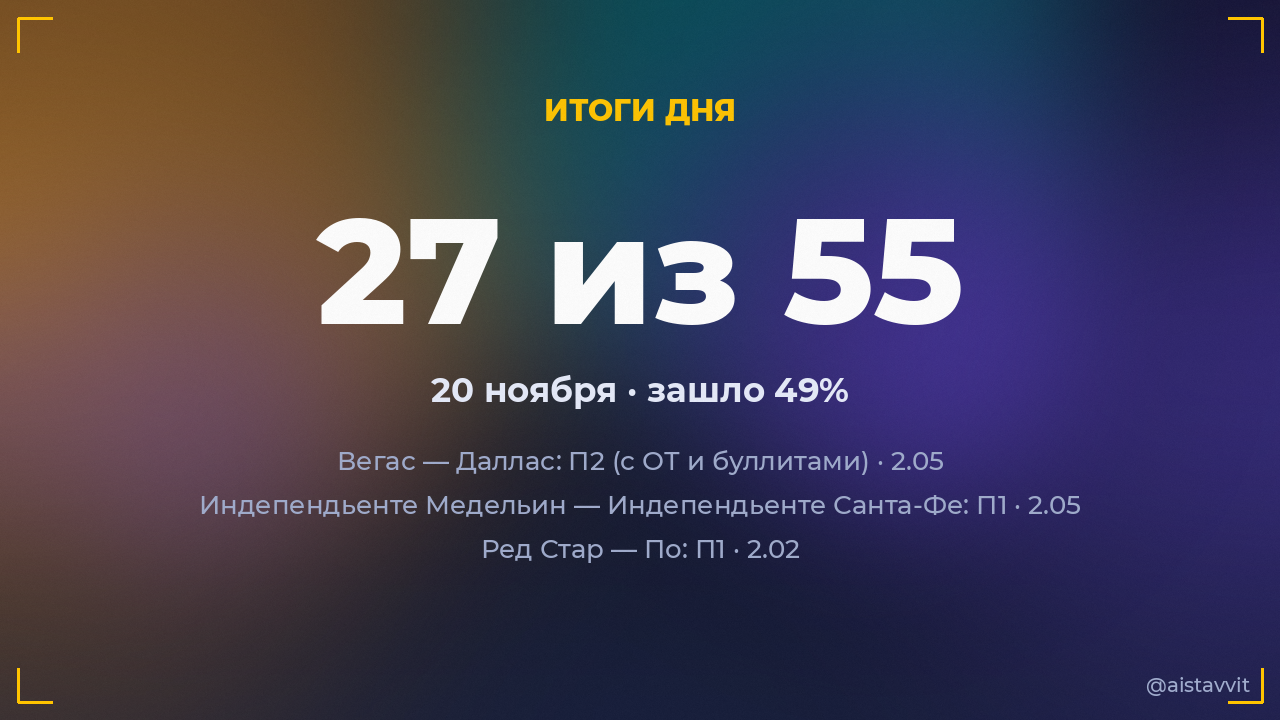 ИТОГИ ДНЯ
27 из 55
20 ноября · зашло 49%
Вегас — Даллас: П2 (с ОТ и буллитами) · 2.05
Индепендьенте Медельин — Индепендьенте Санта-Фе: П1 · 2.05
Ред Стар — По: П1 · 2.02
@aistavvit